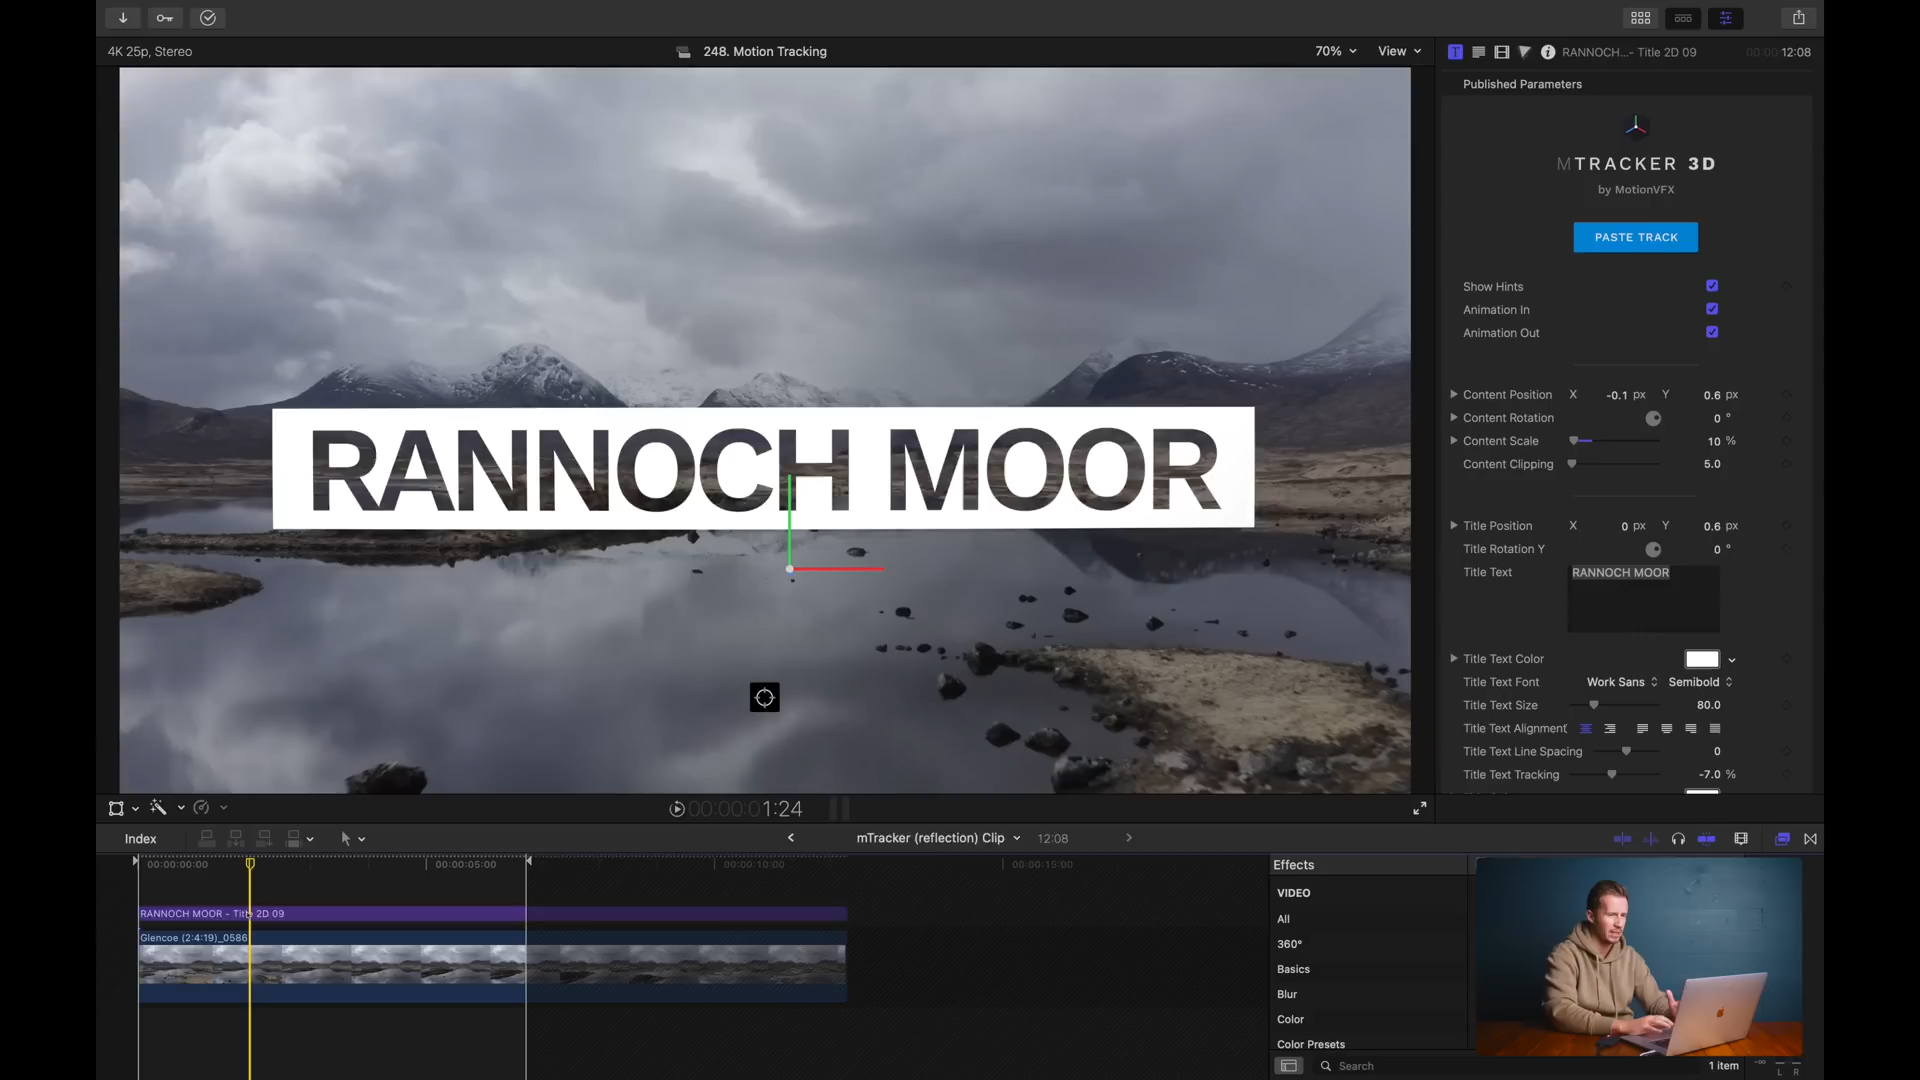 4K 25p, Stereo
248. Motion Tracking
70%
View
RANNOCH...- Title 2D 09
00:00:12:08
Published Parameters
MTRACKER 3D
by MotionVFX
PASTE TRACK
Show Hints
Animation In
Animation Out
Content Position X -0.1 px Y 0.6 px
Content Rotation 0 °
Content Scale 10 %
Content Clipping 5.0
Title Position X 0 px Y 0.6 px
Title Rotation Y 0 °
Title Text RANNOCH MOOR
Title Text Color
Title Text Font Work Sans Semibold
Title Text Size 80.0
Title Text Alignment
Title Text Line Spacing 0
Title Text Tracking -7.0 %
RANNOCH MOOR
00:00:01:24
Index
mTracker (reflection) Clip
12:08
00:00:00:00
00:00:05:00
00:00:10:00
00:00:15:00
RANNOCH MOOR - Title 2D 09
Glencoe (2:4:19)_0586
Effects
VIDEO
All
360°
Basics
Blur
Color
Color Presets
Search
1 item
-∞
L R